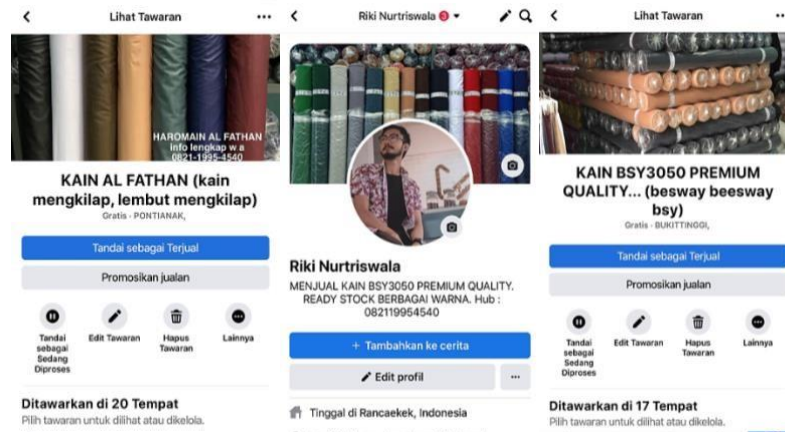 Lihat Tawaran
HAROMAIN AL FATHAN
info lengkap w a
0821-1995-4540
KAIN AL FATHAN (kain
mengkilap, lembut mengkilap)
Gratis - PONTIANAK,
Tandai sebagai Terjual
Promosikan jualan
Tandai
sebagai
Sedang
Diproses
Edit Tawaran
Hapus
Tawaran
Lainnya
Ditawarkan di 20 Tempat
Pilih tawaran untuk dilihat atau dikelola.
Riki Nurtriswala
Riki Nurtriswala
MENJUAL KAIN BSY3050 PREMIUM QUALITY.
READY STOCK BERBAGAI WARNA. Hub :
082119954540
+ Tambahkan ke cerita
Edit profil
Tinggal di Rancaekek, Indonesia
Lihat Tawaran
KAIN BSY3050 PREMIUM
QUALITY... (besway beesway
bsy)
Gratis - BUKITTINGGI,
Tandai sebagai Terjual
Promosikan jualan
Tandai
sebagai
Sedang
Diproses
Edit Tawaran
Hapus
Tawaran
Lainnya
Ditawarkan di 17 Tempat
Pilih tawaran untuk dilihat atau dikelola.